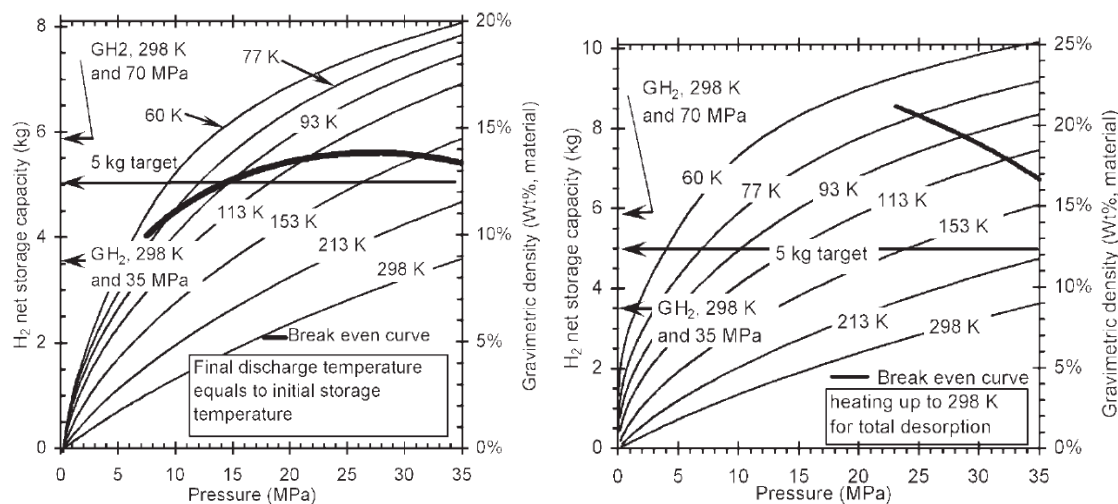 H₂ net storage capacity (kg)
8
6
4
2
0
GH2, 298 K
and 70 MPa
77 K
60 K
93 K
5 kg target
113 K
153 K
GH₂, 298 K
and 35 MPa
213 K
298 K
Break even curve
Final discharge temperature
equals to initial storage
temperature
20%
15%
10%
5%
0%
Gravimetric density (Wt%, material)
0 5 10 15 20 25 30 35
Pressure (MPa)
H₂ net storage capacity (kg)
10
8
6
4
2
0
GH₂, 298 K
and 70 MPa
60 K
77 K
93 K
113 K
153 K
5 kg target
GH₂, 298 K
and 35 MPa
213 K
298 K
Break even curve
heating up to 298 K
for total desorption
25%
20%
15%
10%
5%
0%
Gravimetric density (Wt%, material)
0 5 10 15 20 25 30 35
Pressure (MPa)